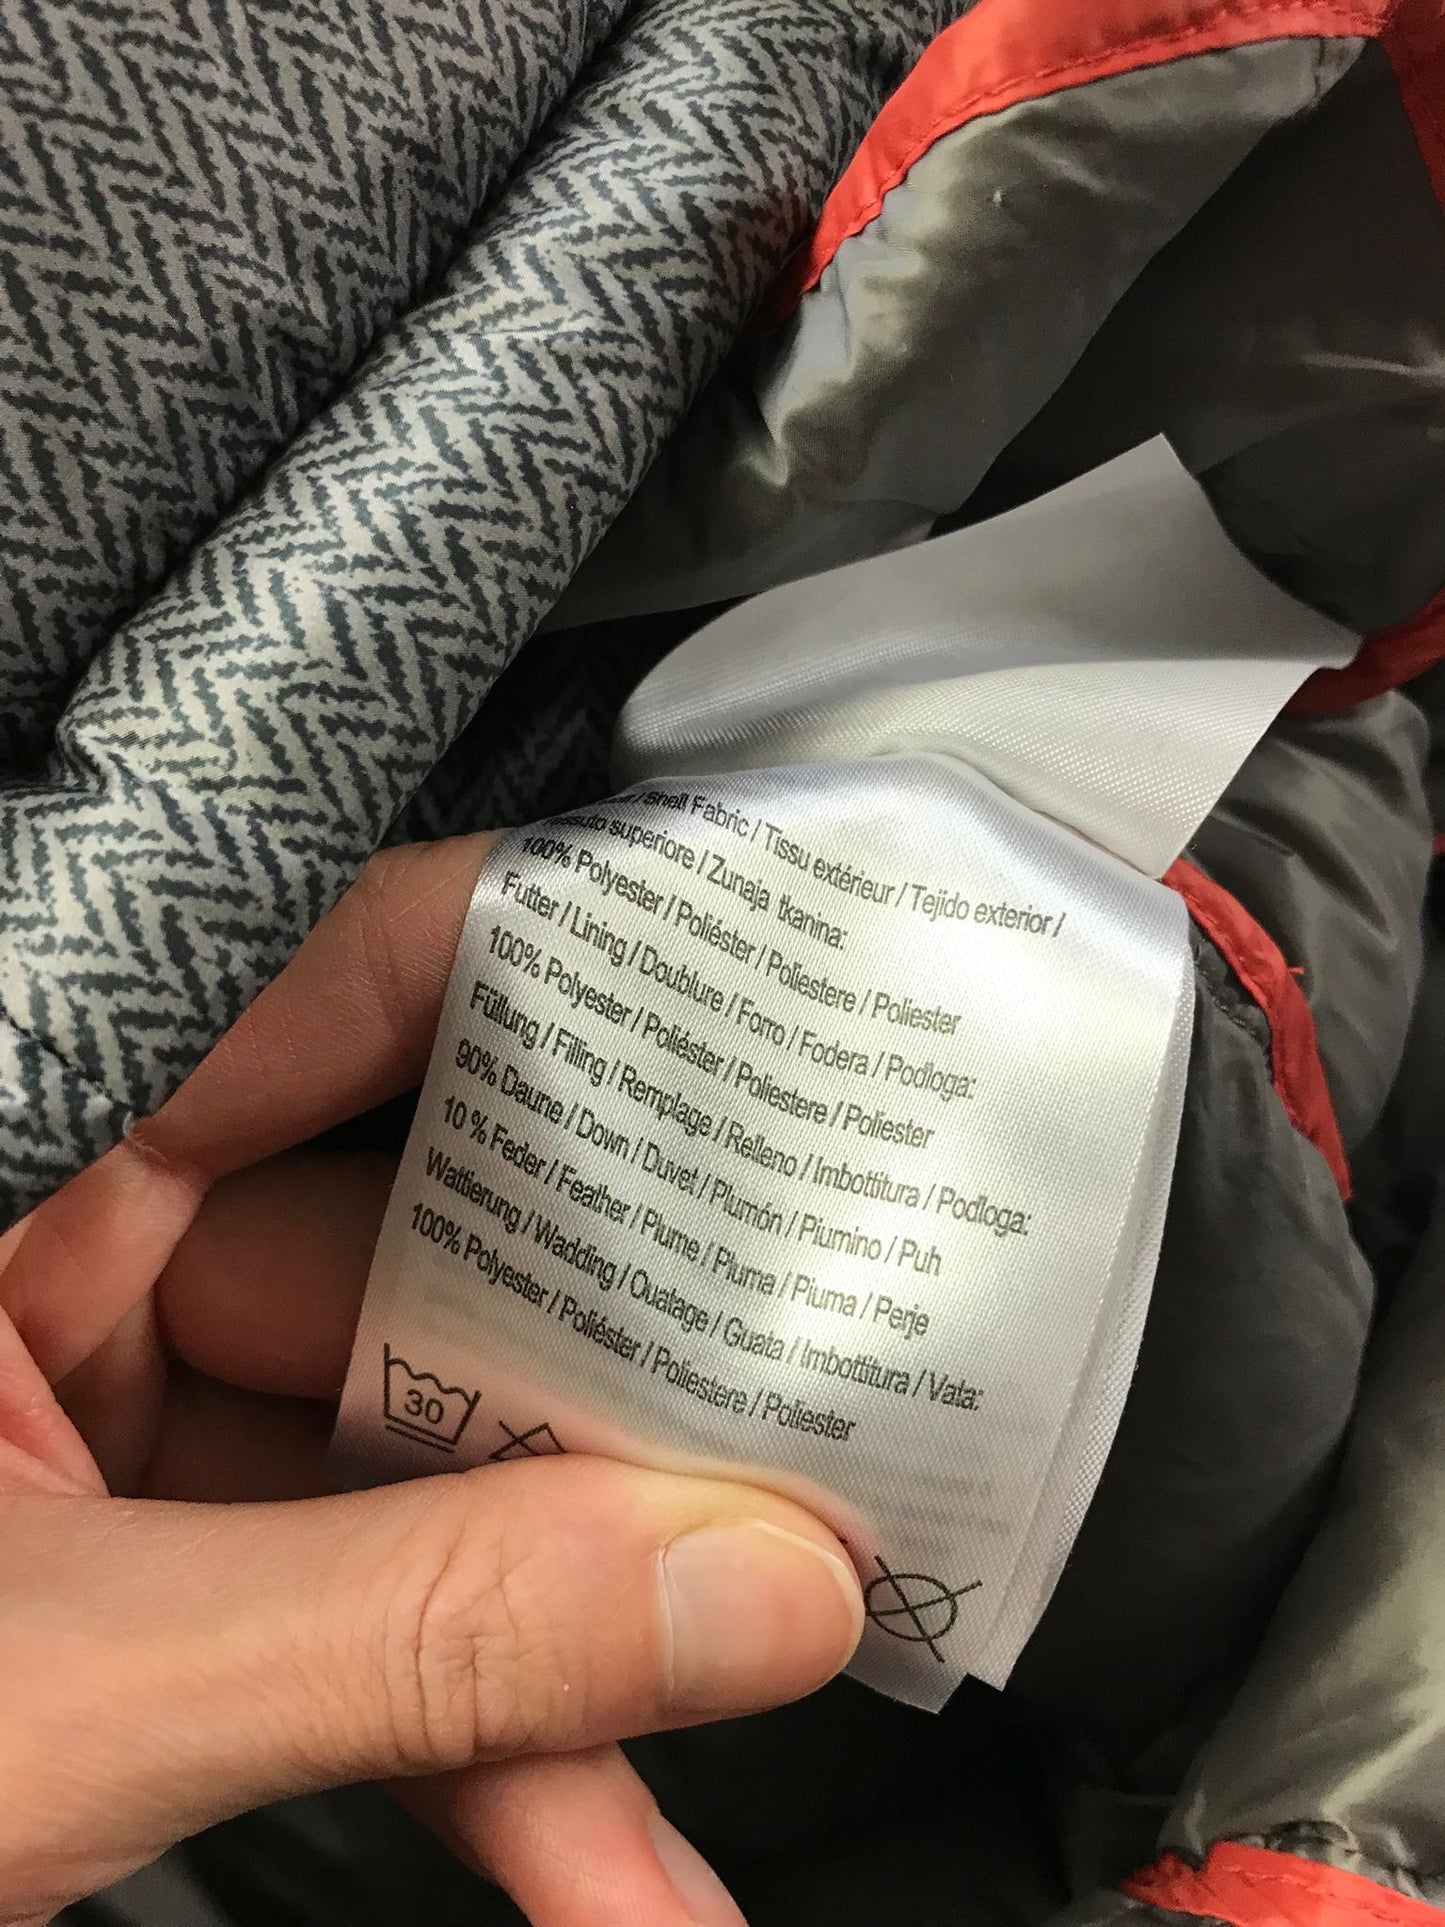 / Shell Fabric / Tissu extérieur / Tejido exterior /
superiore / Zunaja tkanina:
100% Polyester / Poliéster / Poliestere / Poliester
Futter / Lining / Doublure / Forro / Fodera / Podloga:
100% Polyester / Poliéster / Poliestere / Poliester
Füllung / Filling / Remplage / Relleno / Imbottitura / Podloga:
90% Daune / Down / Duvet / Plumón / Piumino / Puh
10 % Feder / Feather / Plume / Pluma / Piuma / Perje
Wattierung / Wadding / Ouatage / Guata / Imbottitura / Vata:
100% Polyester / Poliéster / Poliestere / Poliester
30